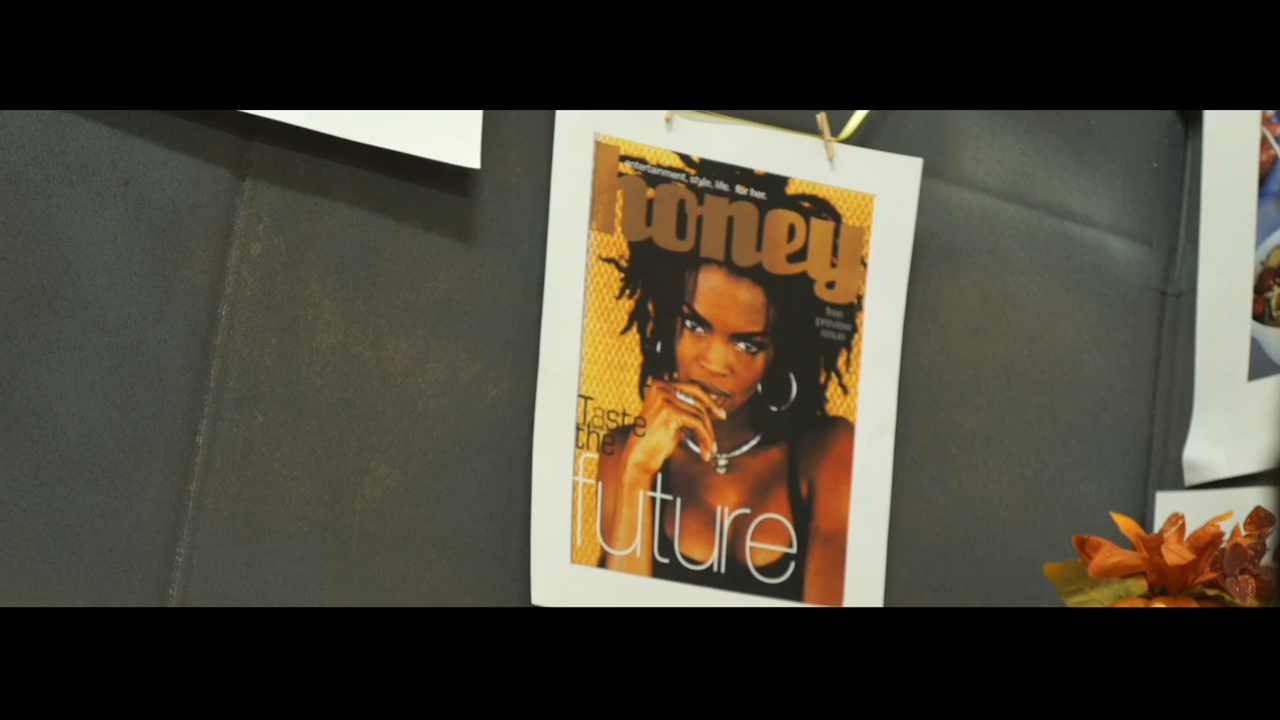 entertainment, style, life. for her.
honey
free
preview
issue
Taste
the
future